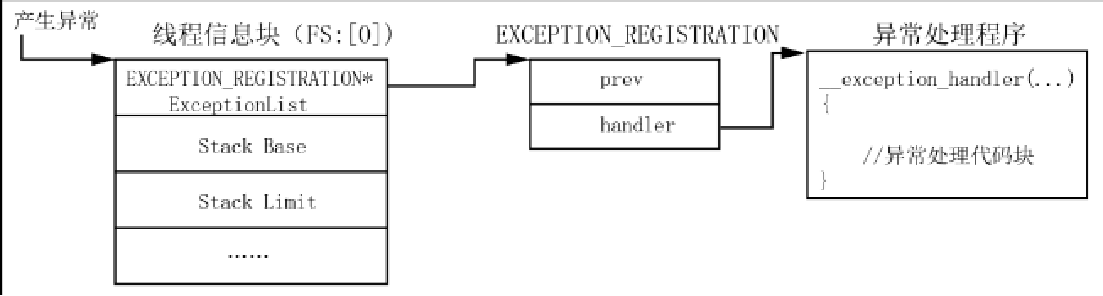 产生异常
线程信息块（FS:[0]）
EXCEPTION_REGISTRATION
异常处理程序
EXCEPTION_REGISTRATION*
ExceptionList
Stack Base
Stack Limit
......
prev
handler
__exception_handler(...)
{
//异常处理代码块
}